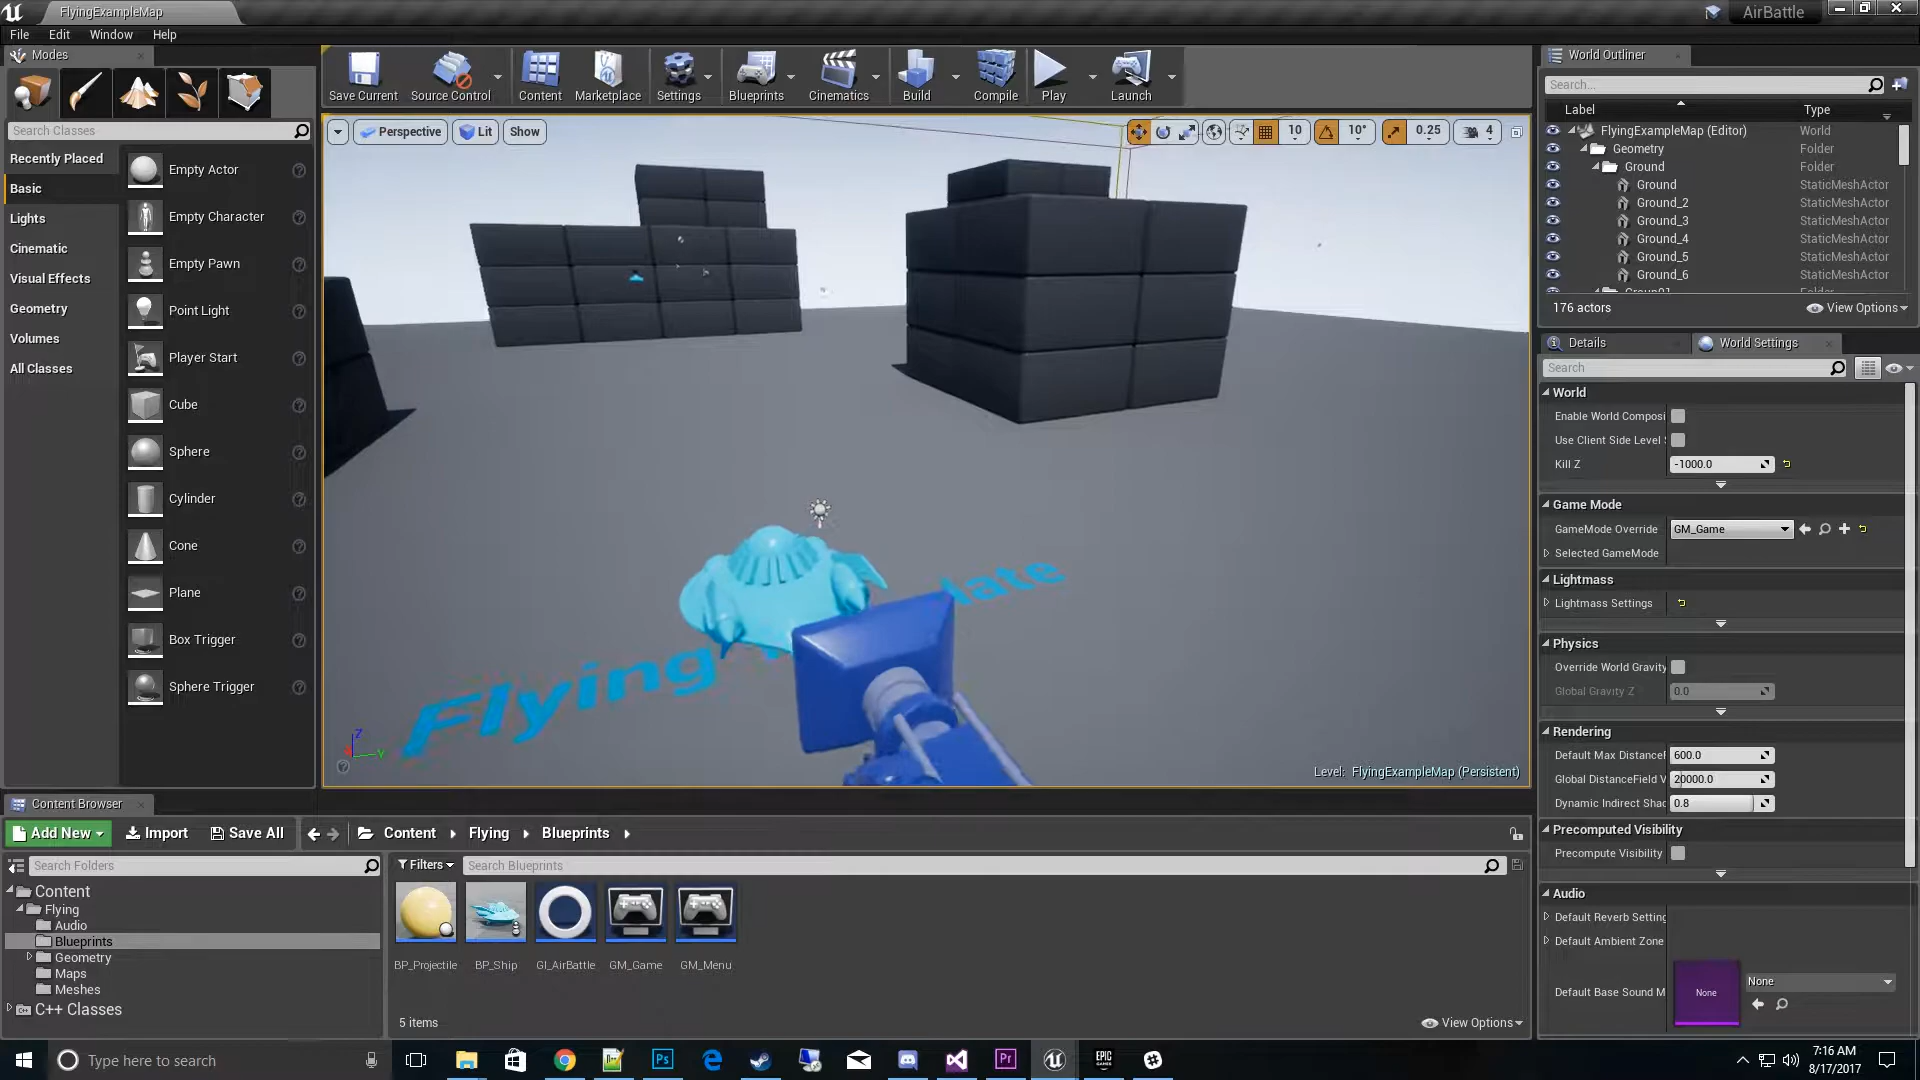 FlyingExampleMap
AirBattle
File Edit Window Help
Modes
Search Classes
Recently Placed
Basic
Lights
Cinematic
Visual Effects
Geometry
Volumes
All Classes
Empty Actor
Empty Character
Empty Pawn
Point Light
Player Start
Cube
Sphere
Cylinder
Cone
Plane
Box Trigger
Sphere Trigger
Save Current
Source Control
Content
Marketplace
Settings
Blueprints
Cinematics
Build
Compile
Play
Launch
Perspective Lit Show
10 10° 0.25 4
Flying
late
Z
Y
Level: FlyingExampleMap (Persistent)
World Outliner
Search...
Label Type
FlyingExampleMap (Editor) World
Geometry Folder
Ground Folder
Ground StaticMeshActor
Ground_2 StaticMeshActor
Ground_3 StaticMeshActor
Ground_4 StaticMeshActor
Ground_5 StaticMeshActor
Ground_6 StaticMeshActor
176 actors
View Options
Details
World Settings
Search
World
Enable World Composi
Use Client Side Level
Kill Z -1000.0
Game Mode
GameMode Override GM_Game
Selected GameMode
Lightmass
Lightmass Settings
Physics
Override World Gravity
Global Gravity Z 0.0
Rendering
Default Max DistanceF 600.0
Global DistanceField V 20000.0
Dynamic Indirect Shad 0.8
Precomputed Visibility
Precompute Visibility
Audio
Default Reverb Setting
Default Ambient Zone
Default Base Sound M None None
Content Browser
Add New Import Save All Content Flying Blueprints
Search Folders
Content
Flying
Audio
Blueprints
Geometry
Maps
Meshes
C++ Classes
Filters Search Blueprints
BP_Projectile BP_Ship GI_AirBattle GM_Game GM_Menu
5 items
View Options
Type here to search
Ps
Pr
EPIC GAMES
7:16 AM
8/17/2017